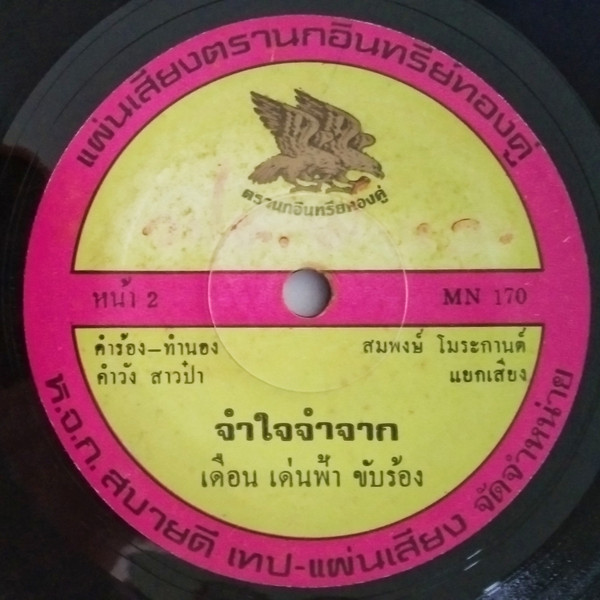 แผ่นเสียงตรานกอินทรีย์ทองคู่
ตรานกอินทรีย์ทองคู่
หน้า 2
MN 170
คำร้อง-ทำนอง
สมพงษ์ โมระกานต์
คำวัง สาวป๋า
แยกเสียง
จำใจจำจาก
เดือน เด่นฟ้า ขับร้อง
ห.จ.ก. สบายดี เทป-แผ่นเสียง จัดจำหน่าย